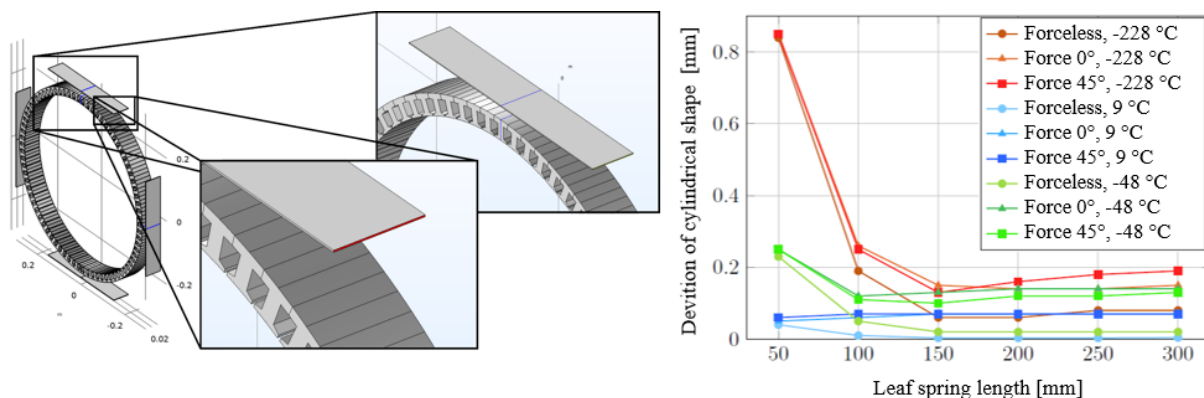 0.2
0
-0.2
0.2
0
-0.2
0.02
Devition of cylindrical shape [mm]
0.8
0.6
0.4
0.2
0
50 100 150 200 250 300
Leaf spring length [mm]
Forceless, -228 °C
Force 0°, -228 °C
Force 45°, -228 °C
Forceless, 9 °C
Force 0°, 9 °C
Force 45°, 9 °C
Forceless, -48 °C
Force 0°, -48 °C
Force 45°, -48 °C